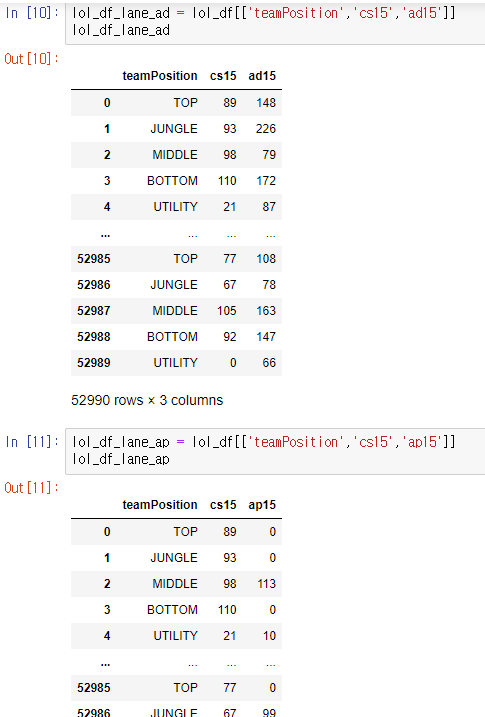 In [10]: lol_df_lane_ad = lol_df[['teamPosition','cs15','ad15']]
lol_df_lane_ad
Out[10]:
teamPosition cs15 ad15
0 TOP 89 148
1 JUNGLE 93 226
2 MIDDLE 98 79
3 BOTTOM 110 172
4 UTILITY 21 87
... ... ... ...
52985 TOP 77 108
52986 JUNGLE 67 78
52987 MIDDLE 105 163
52988 BOTTOM 92 147
52989 UTILITY 0 66
52990 rows × 3 columns
In [11]: lol_df_lane_ap = lol_df[['teamPosition','cs15','ap15']]
lol_df_lane_ap
Out[11]:
teamPosition cs15 ap15
0 TOP 89 0
1 JUNGLE 93 0
2 MIDDLE 98 113
3 BOTTOM 110 0
4 UTILITY 21 10
... ... ... ...
52985 TOP 77 0
52986 JUNGLE 67 99